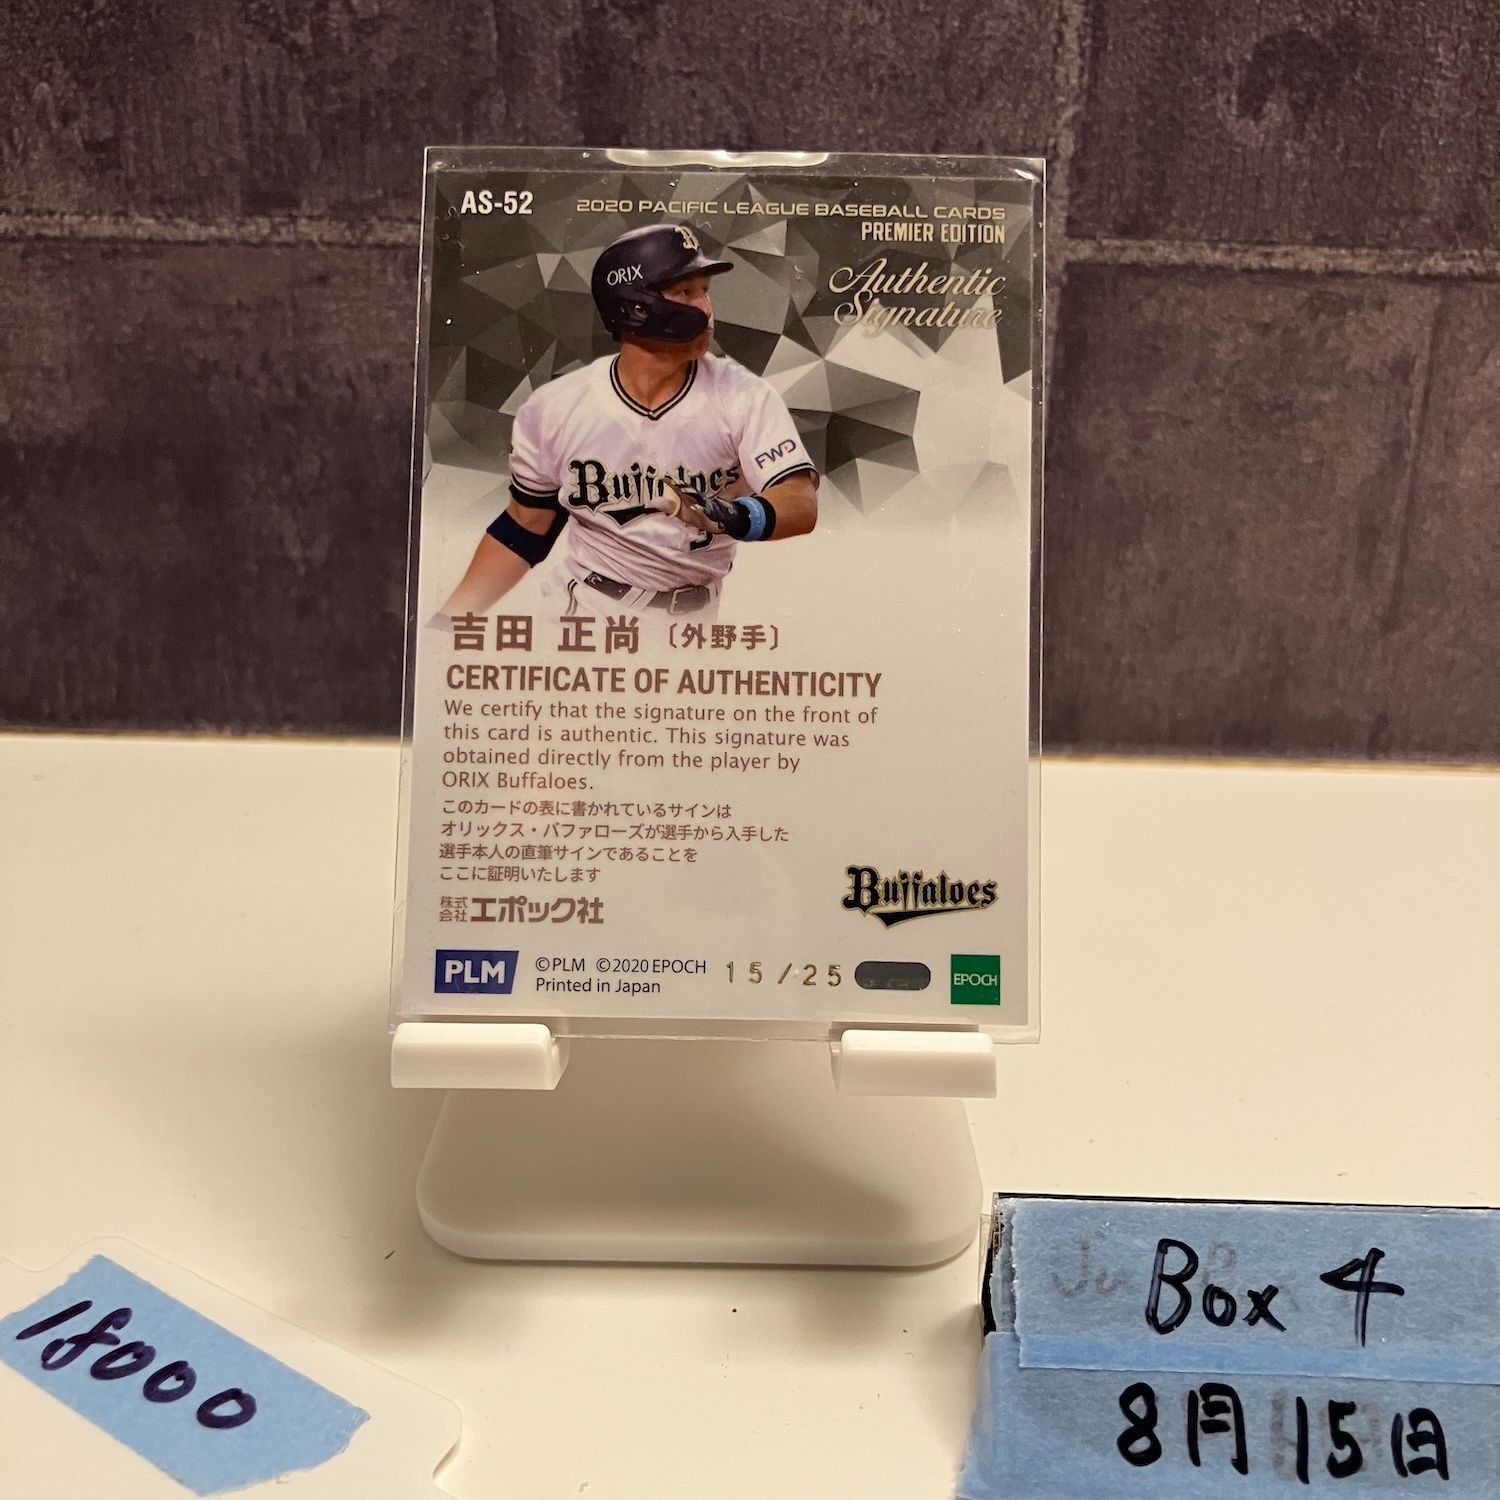 AS-52
2020 PACIFIC LEAGUE BASEBALL CARDS
PREMIER EDITION
Authentic
Signature
ORIX
B
FWD
Buffaloes
吉田 正尚〔外野手〕
CERTIFICATE OF AUTHENTICITY
We certify that the signature on the front of
this card is authentic. This signature was
obtained directly from the player by
ORIX Buffaloes.
このカードの表に書かれているサインは
オリックス・バファローズが選手から入手した
選手本人の直筆サインであることを
ここに証明いたします
株式会社エポック社
Buffaloes
PLM
©PLM ©2020 EPOCH
Printed in Japan
15/25
EPOCH
18000
Box 4
8月15日